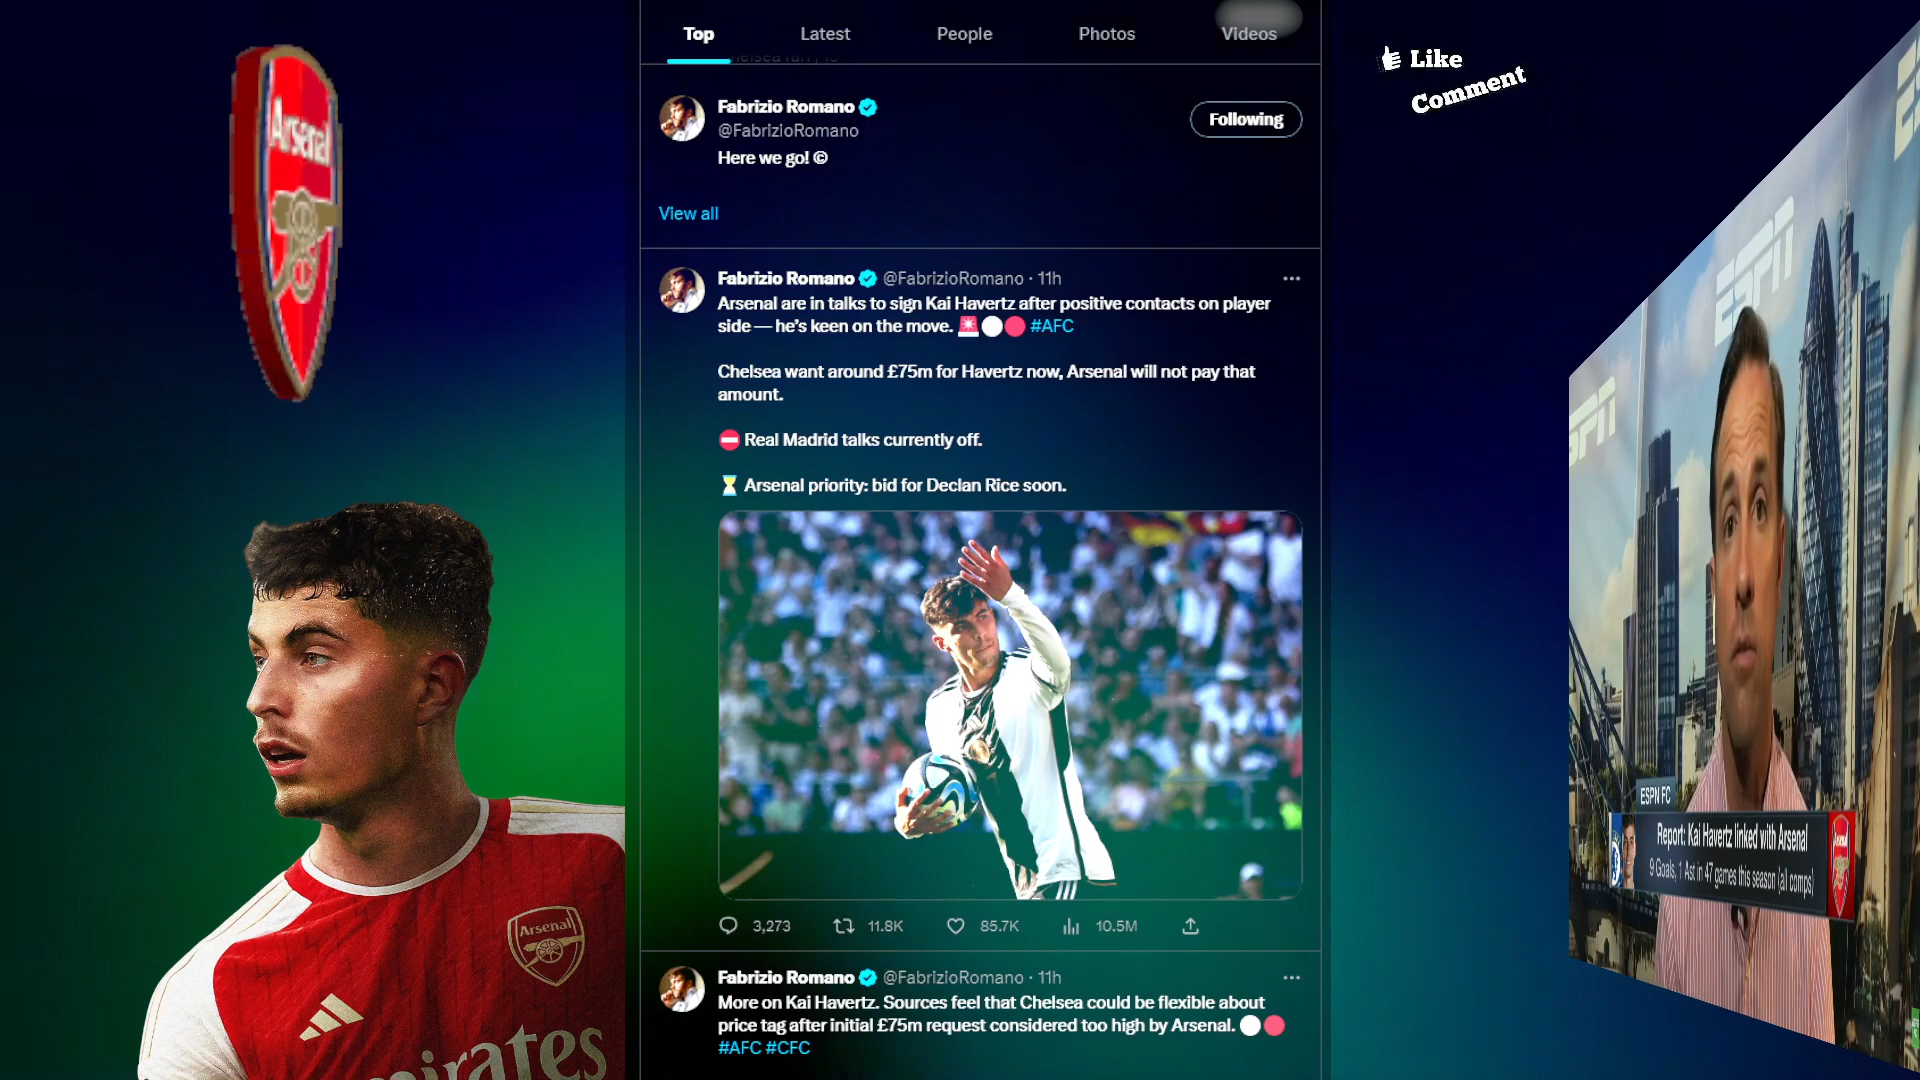 Arsenal
Top
Latest
People
Photos
Videos
Fabrizio Romano
@FabrizioRomano
Here we go! ©
Following
View all
Fabrizio Romano @FabrizioRomano · 11h
Arsenal are in talks to sign Kai Havertz after positive contacts on player
side — he's keen on the move. 🚨⚪🔴 #AFC
Chelsea want around £75m for Havertz now, Arsenal will not pay that
amount.
⛔ Real Madrid talks currently off.
⏳ Arsenal priority: bid for Declan Rice soon.
3,273
11.8K
85.7K
10.5M
Fabrizio Romano @FabrizioRomano · 11h
More on Kai Havertz. Sources feel that Chelsea could be flexible about
price tag after initial £75m request considered too high by Arsenal. ⚪🔴
#AFC #CFC
Arsenal
Like
Comment
ESPN
ESPN FC
Report: Kai Havertz linked with Arsenal
9 Goals, 1 Ast in 47 games this season (all comps)